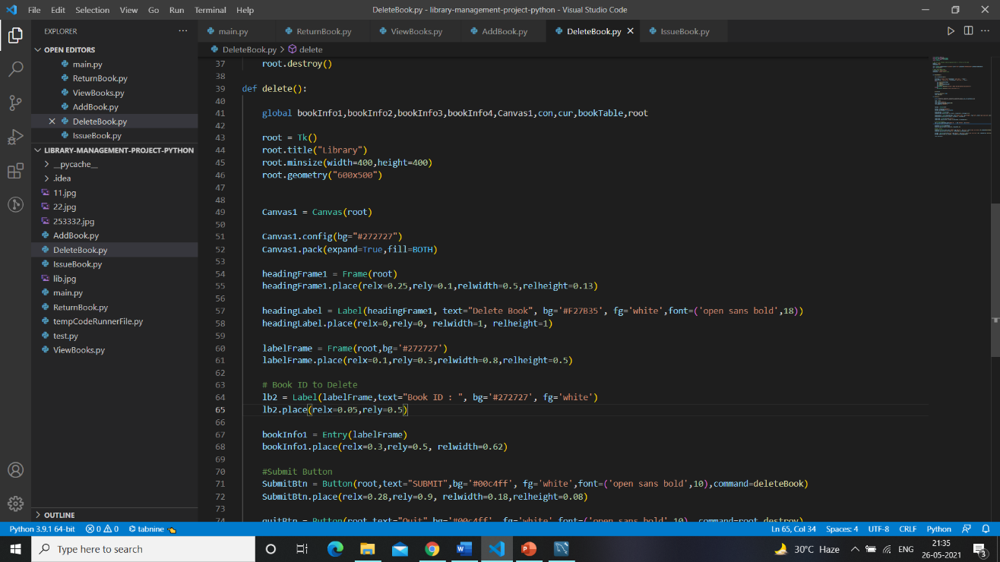 File Edit Selection View Go Run Terminal Help
DeleteBook.py - library-management-project-python - Visual Studio Code
EXPLORER
OPEN EDITORS
main.py
ReturnBook.py
ViewBooks.py
AddBook.py
DeleteBook.py
IssueBook.py
LIBRARY-MANAGEMENT-PROJECT-PYTHON
__pycache__
.idea
11.jpg
22.jpg
253332.jpg
AddBook.py
DeleteBook.py
IssueBook.py
lib.jpg
main.py
ReturnBook.py
tempCodeRunnerFile.py
test.py
ViewBooks.py
OUTLINE
main.py ReturnBook.py ViewBooks.py AddBook.py DeleteBook.py IssueBook.py
DeleteBook.py > delete
37 root.destroy()
38
39 def delete():
40
41 global bookInfo1,bookInfo2,bookInfo3,bookInfo4,Canvas1,con,cur,bookTable,root
42
43 root = Tk()
44 root.title("Library")
45 root.minsize(width=400,height=400)
46 root.geometry("600x500")
47
48
49 Canvas1 = Canvas(root)
50
51 Canvas1.config(bg="#272727")
52 Canvas1.pack(expand=True,fill=BOTH)
53
54 headingFrame1 = Frame(root)
55 headingFrame1.place(relx=0.25,rely=0.1,relwidth=0.5,relheight=0.13)
56
57 headingLabel = Label(headingFrame1, text="Delete Book", bg='#F27B35', fg='white',font=('open sans bold',18))
58 headingLabel.place(relx=0,rely=0, relwidth=1, relheight=1)
59
60 labelFrame = Frame(root,bg='#272727')
61 labelFrame.place(relx=0.1,rely=0.3,relwidth=0.8,relheight=0.5)
62
63 # Book ID to Delete
64 lb2 = Label(labelFrame,text="Book ID : ", bg='#272727', fg='white')
65 lb2.place(relx=0.05,rely=0.5)
66
67 bookInfo1 = Entry(labelFrame)
68 bookInfo1.place(relx=0.3,rely=0.5, relwidth=0.62)
69
70 #Submit Button
71 SubmitBtn = Button(root,text="SUBMIT",bg='#00c4ff', fg='white',font=('open sans bold',10),command=deleteBook)
72 SubmitBtn.place(relx=0.28,rely=0.9, relwidth=0.18,relheight=0.08)
73
74 quitBtn = Button(root,text="Quit",bg='#00c4ff', fg='white',font=('open sans bold',10), command=root.destroy)
Python 3.9.1 64-bit 0 0 tabnine Ln 65, Col 34 Spaces: 4 UTF-8 CRLF Python
Type here to search
30°C Haze ENG
21:35
26-05-2021
3